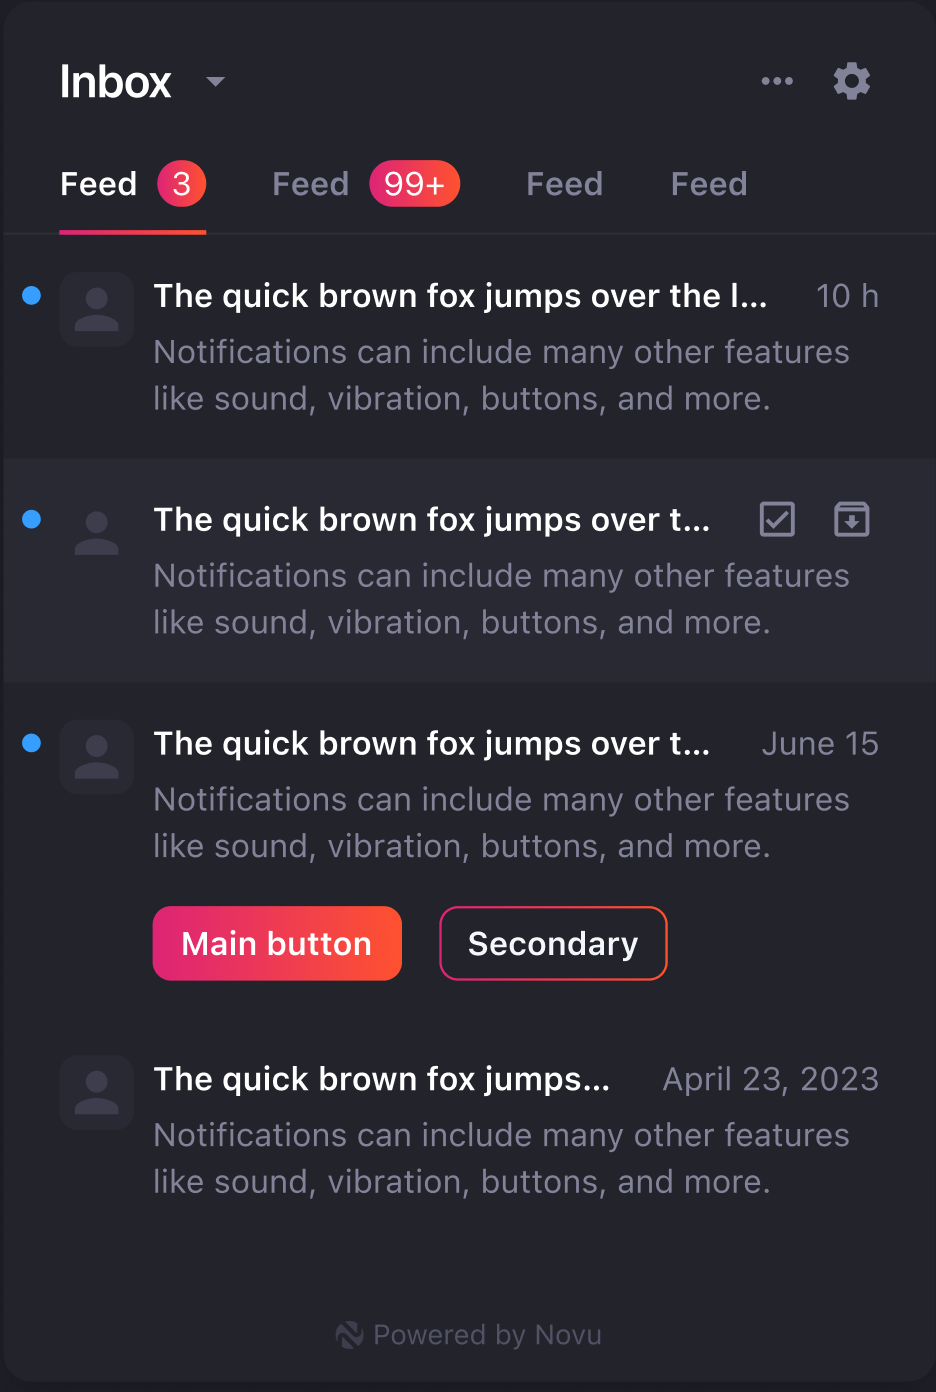 Inbox
Feed 3 Feed 99+ Feed Feed
The quick brown fox jumps over the l... 10 h
Notifications can include many other features
like sound, vibration, buttons, and more.
The quick brown fox jumps over t...
Notifications can include many other features
like sound, vibration, buttons, and more.
The quick brown fox jumps over t... June 15
Notifications can include many other features
like sound, vibration, buttons, and more.
Main button Secondary
The quick brown fox jumps... April 23, 2023
Notifications can include many other features
like sound, vibration, buttons, and more.
Powered by Novu